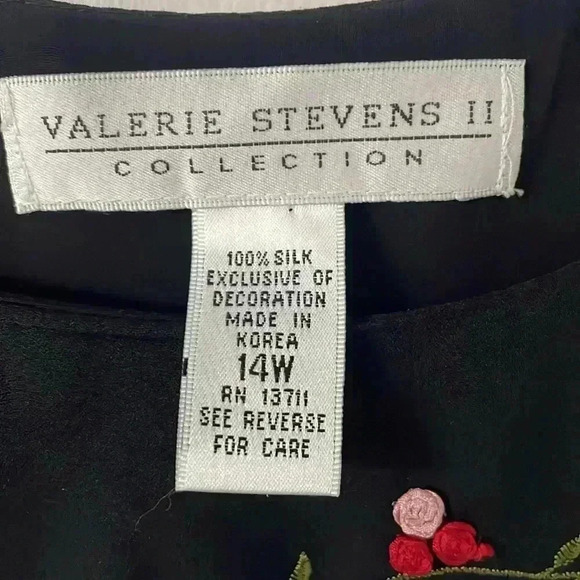 VALERIE STEVENS II
COLLECTION
100% SILK
EXCLUSIVE OF
DECORATION
MADE IN
KOREA
14W
RN 13711
SEE REVERSE
FOR CARE